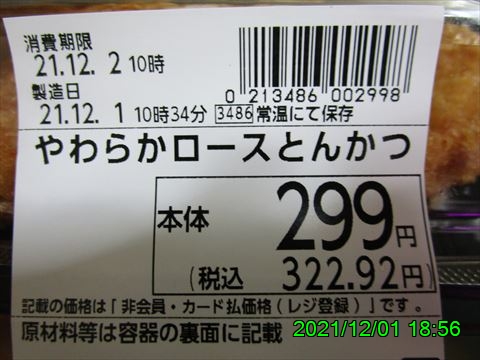 消費期限
21.12. 2 10時
製造日
21.12. 1 10時34分 3486 常温にて保存
0 213486 002998
やわらかロースとんかつ
本体 299円
(税込 322.92円)
記載の価格は「非会員・カード払価格(レジ登録)」です。
原材料等は容器の裏面に記載
2021/12/01 18:56